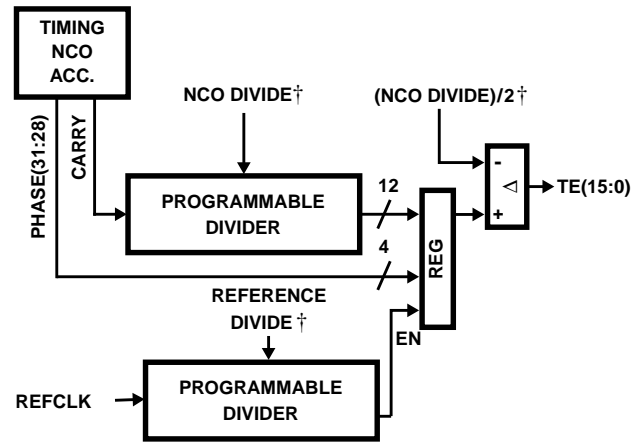 TIMING
NCO
ACC.
NCO DIVIDE†
(NCO DIVIDE)/2†
PHASE(31:28)
CARRY
PROGRAMMABLE
DIVIDER
12
4
REG
-
+
TE(15:0)
REFERENCE
DIVIDE†
EN
REFCLK
PROGRAMMABLE
DIVIDER